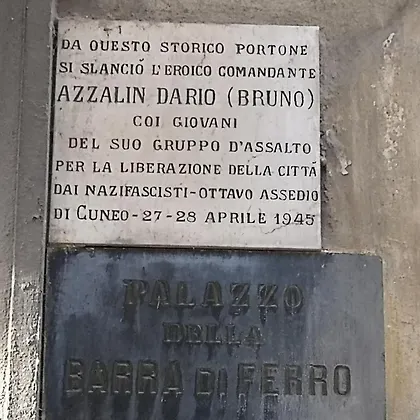 DA QUESTO STORICO PORTONE
SI SLANCIÒ L'EROICO COMANDANTE
AZZALIN DARIO (BRUNO)
COI GIOVANI
DEL SUO GRUPPO D'ASSALTO
PER LA LIBERAZIONE DELLA CITTÁ
DAI NAZIFASCISTI-OTTAVO ASSEDIO
DI CUNEO-27-28 APRILE 1945
PALAZZO
DELLA
BARRA DI FERRO